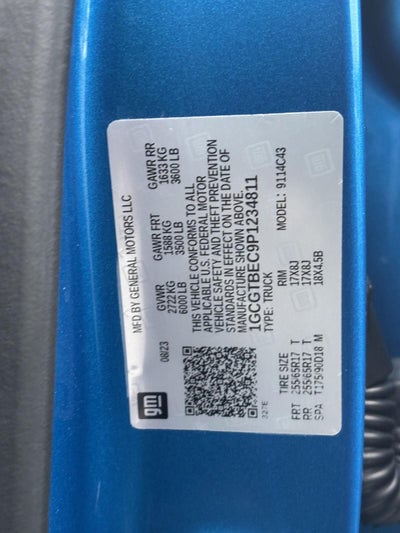 gm
MFD BY GENERAL MOTORS LLC
08/23
GVWR GAWR FRT GAWR RR
2722 KG 1588 KG 1633 KG
6000 LB 3500 LB 3600 LB
THIS VEHICLE CONFORMS TO ALL
APPLICABLE U.S. FEDERAL MOTOR
VEHICLE SAFETY AND THEFT PREVENTION
STANDARDS IN EFFECT ON THE DATE OF
MANUFACTURE SHOWN ABOVE.
1GCGTBEC9P1234811
TYPE: TRUCK MODEL: 9114C43
TIRE SIZE RIM
FRT 255/65R17 T 17X8J
RR 255/65R17 T 17X8J
SPA T175/90D18 M 18X4.5B